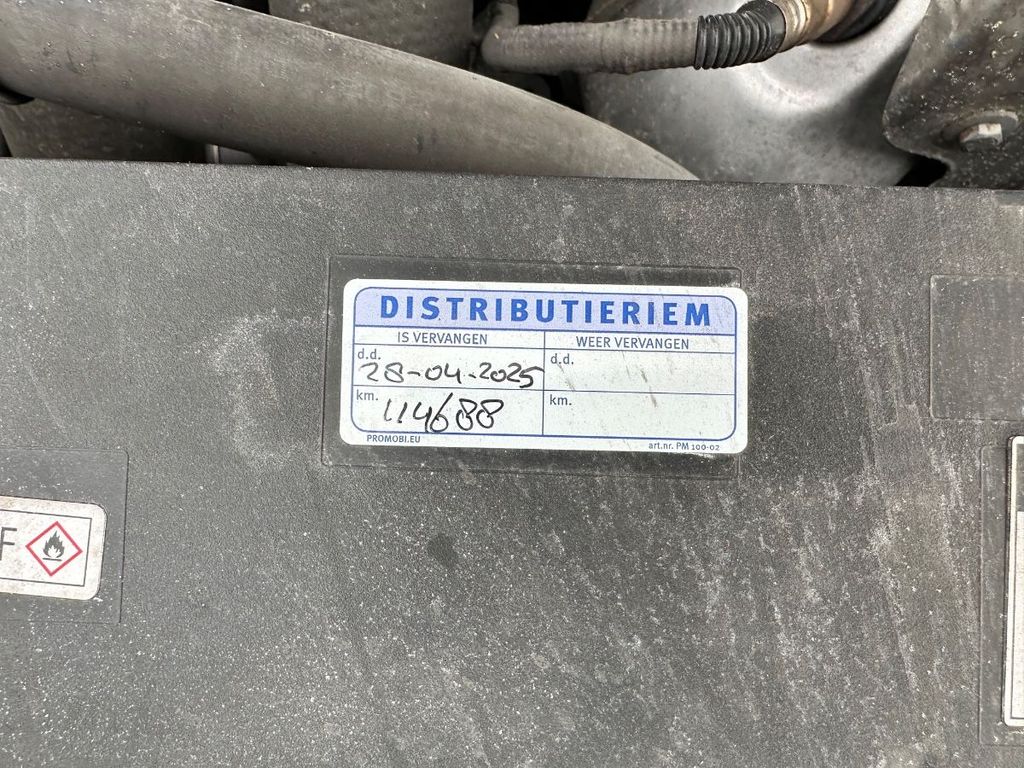 DISTRIBUTIERIEM
IS VERVANGEN WEER VERVANGEN
d.d. 28-04-2025 d.d.
km. 114688 km.
PROMOBI.EU art.nr. PM 100-02
F